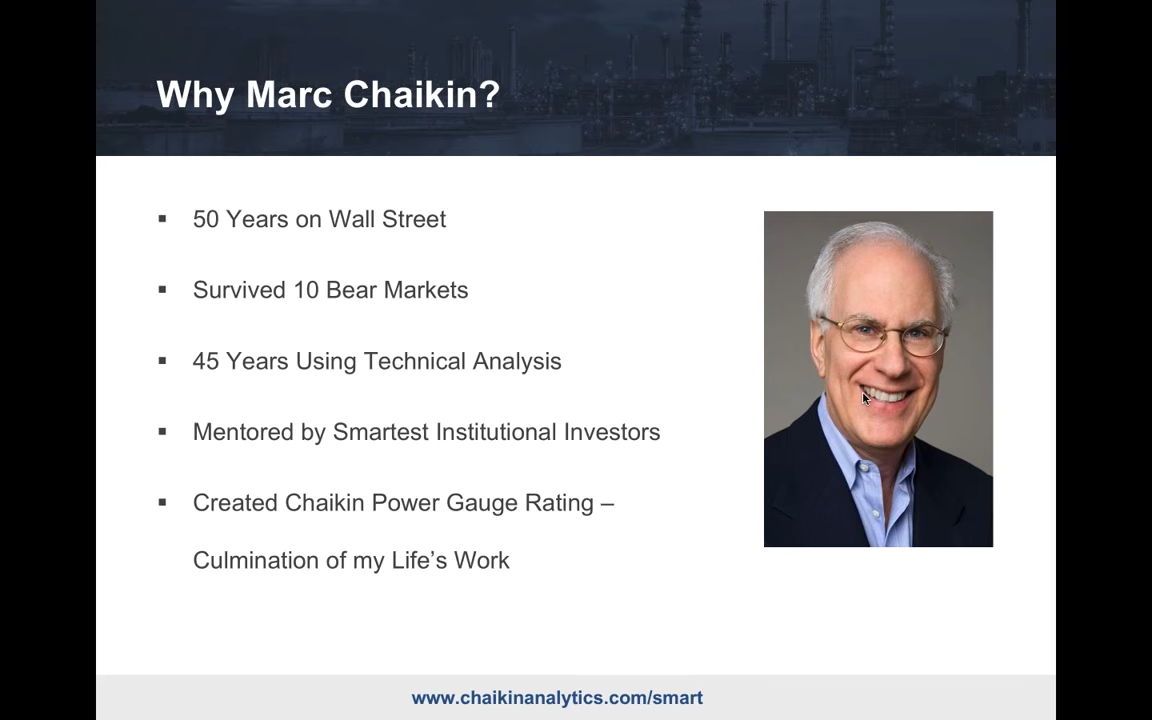 Why Marc Chaikin?
▪ 50 Years on Wall Street
▪ Survived 10 Bear Markets
▪ 45 Years Using Technical Analysis
▪ Mentored by Smartest Institutional Investors
▪ Created Chaikin Power Gauge Rating –
Culmination of my Life’s Work
www.chaikinanalytics.com/smart